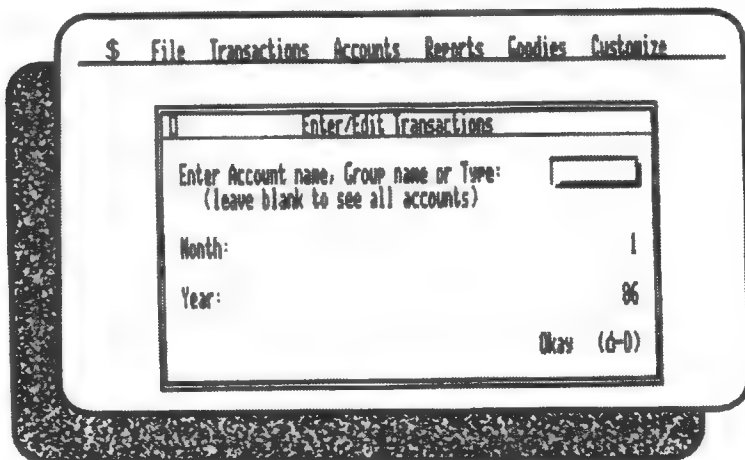 $ File Transactions Accounts Reports Goodies Customize
Enter/Edit Transactions
Enter Account name, Group name or Type:
(leave blank to see all accounts)
Month: 1
Year: 86
Okay (d-O)